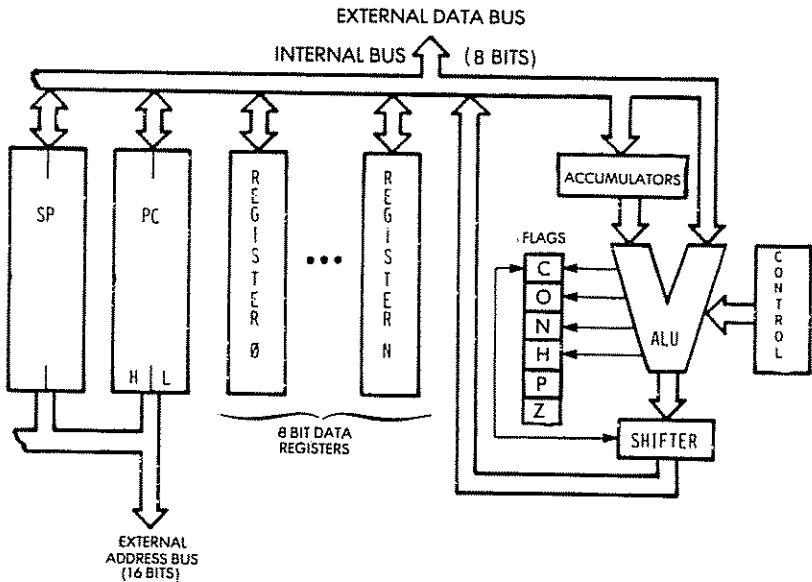 EXTERNAL DATA BUS
INTERNAL BUS (8 BITS)
SP
PC
H L
REGISTER Ø
REGISTER N
8 BIT DATA
REGISTERS
EXTERNAL
ADDRESS BUS
(16 BITS)
ACCUMULATORS
FLAGS
C
O
N
H
P
Z
ALU
CONTROL
SHIFTER